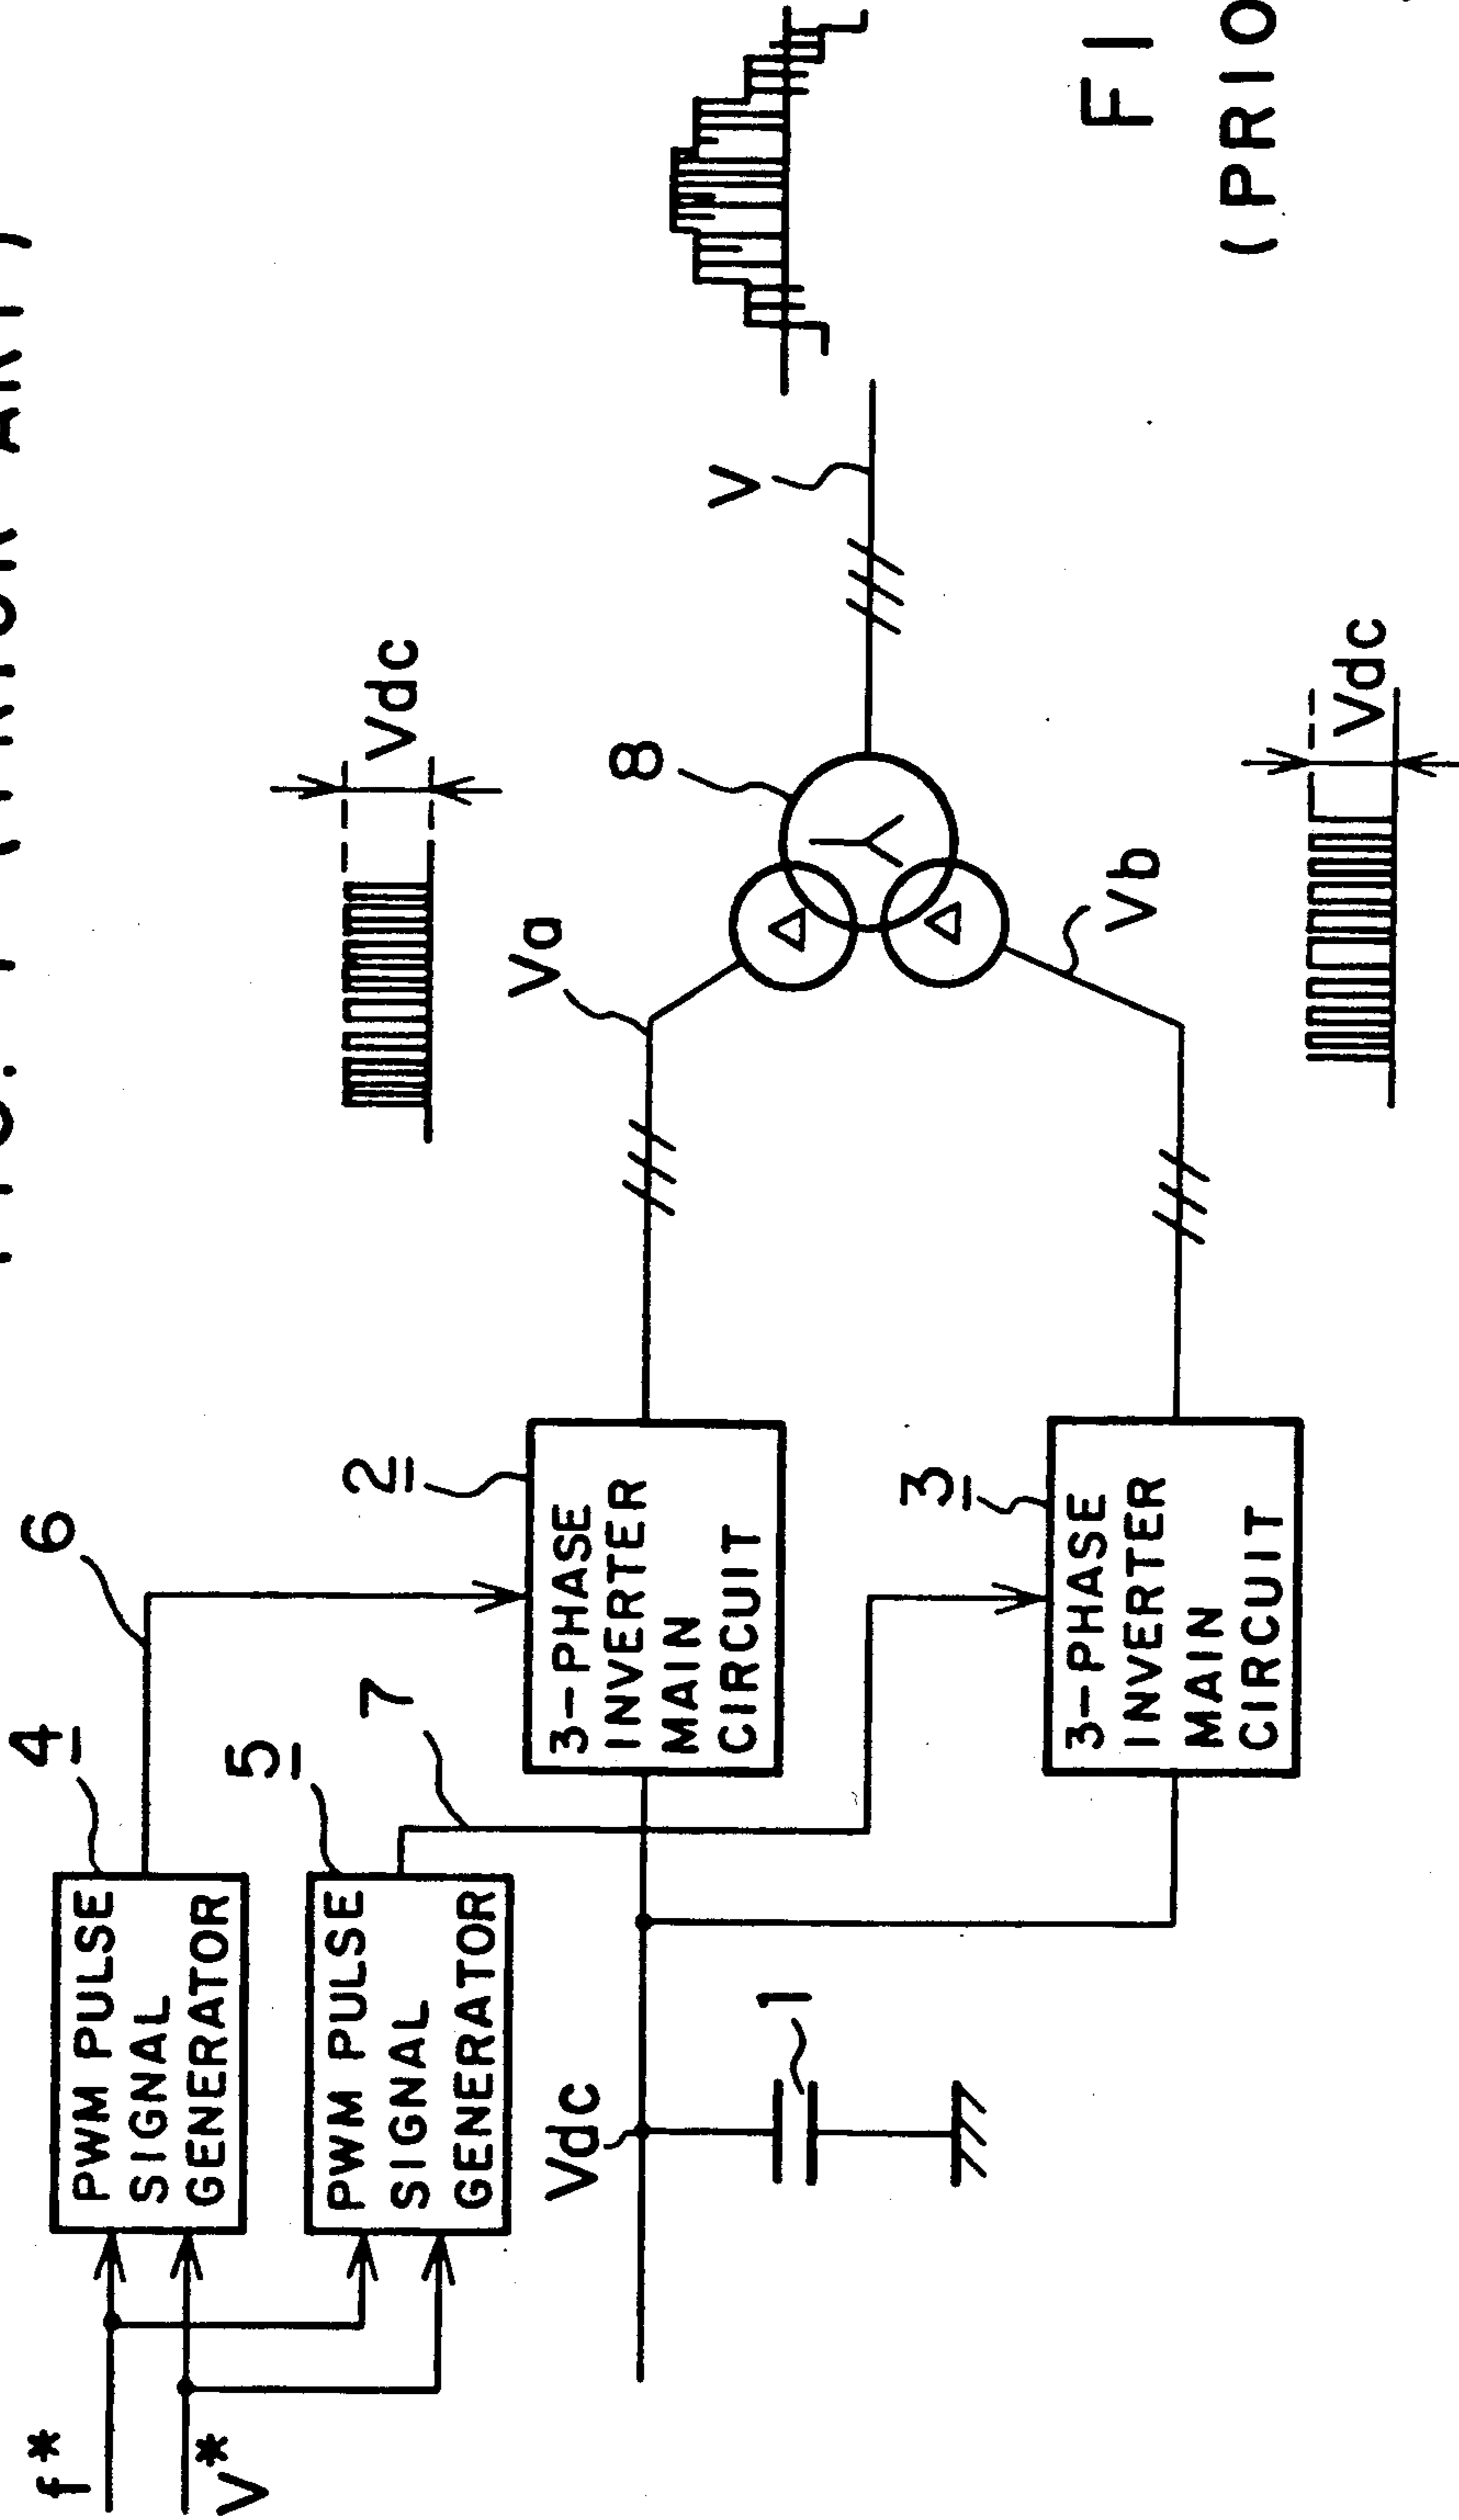 f*
V*
4
PWM PULSE
SIGNAL
GENERATOR
5
PWM PULSE
SIGNAL
GENERATOR
6
7
Vdc
1
2
3-PHASE
INVERTER
MAIN
CIRCUIT
3
3-PHASE
INVERTER
MAIN
CIRCUIT
Va
Vb
Vdc
Vdc
8
V
FI
(PRIO